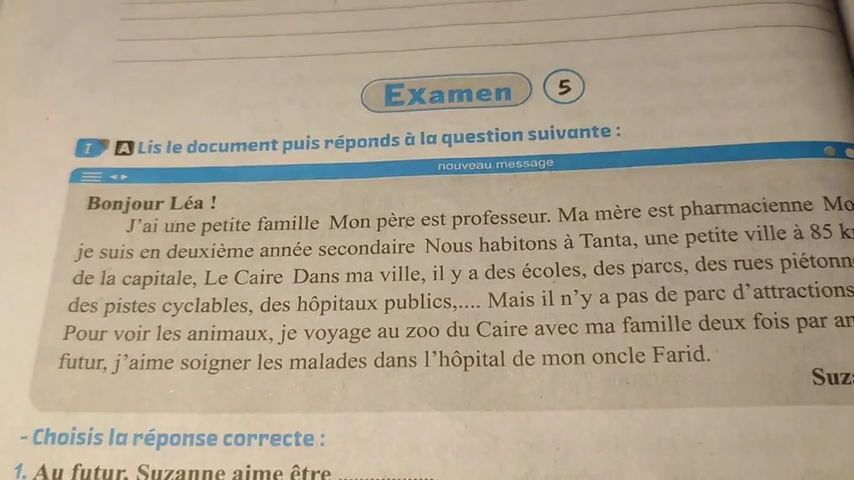 Examen 5
I A Lis le document puis réponds à la question suivante :
nouveau message
Bonjour Léa !
J'ai une petite famille Mon père est professeur. Ma mère est pharmacienne Mo
je suis en deuxième année secondaire Nous habitons à Tanta, une petite ville à 85 k
de la capitale, Le Caire Dans ma ville, il y a des écoles, des parcs, des rues piétonn
des pistes cyclables, des hôpitaux publics,.... Mais il n'y a pas de parc d'attractions
Pour voir les animaux, je voyage au zoo du Caire avec ma famille deux fois par an
futur, j'aime soigner les malades dans l'hôpital de mon oncle Farid.
Suz
- Choisis la réponse correcte :
1. Au futur, Suzanne aime être ..................